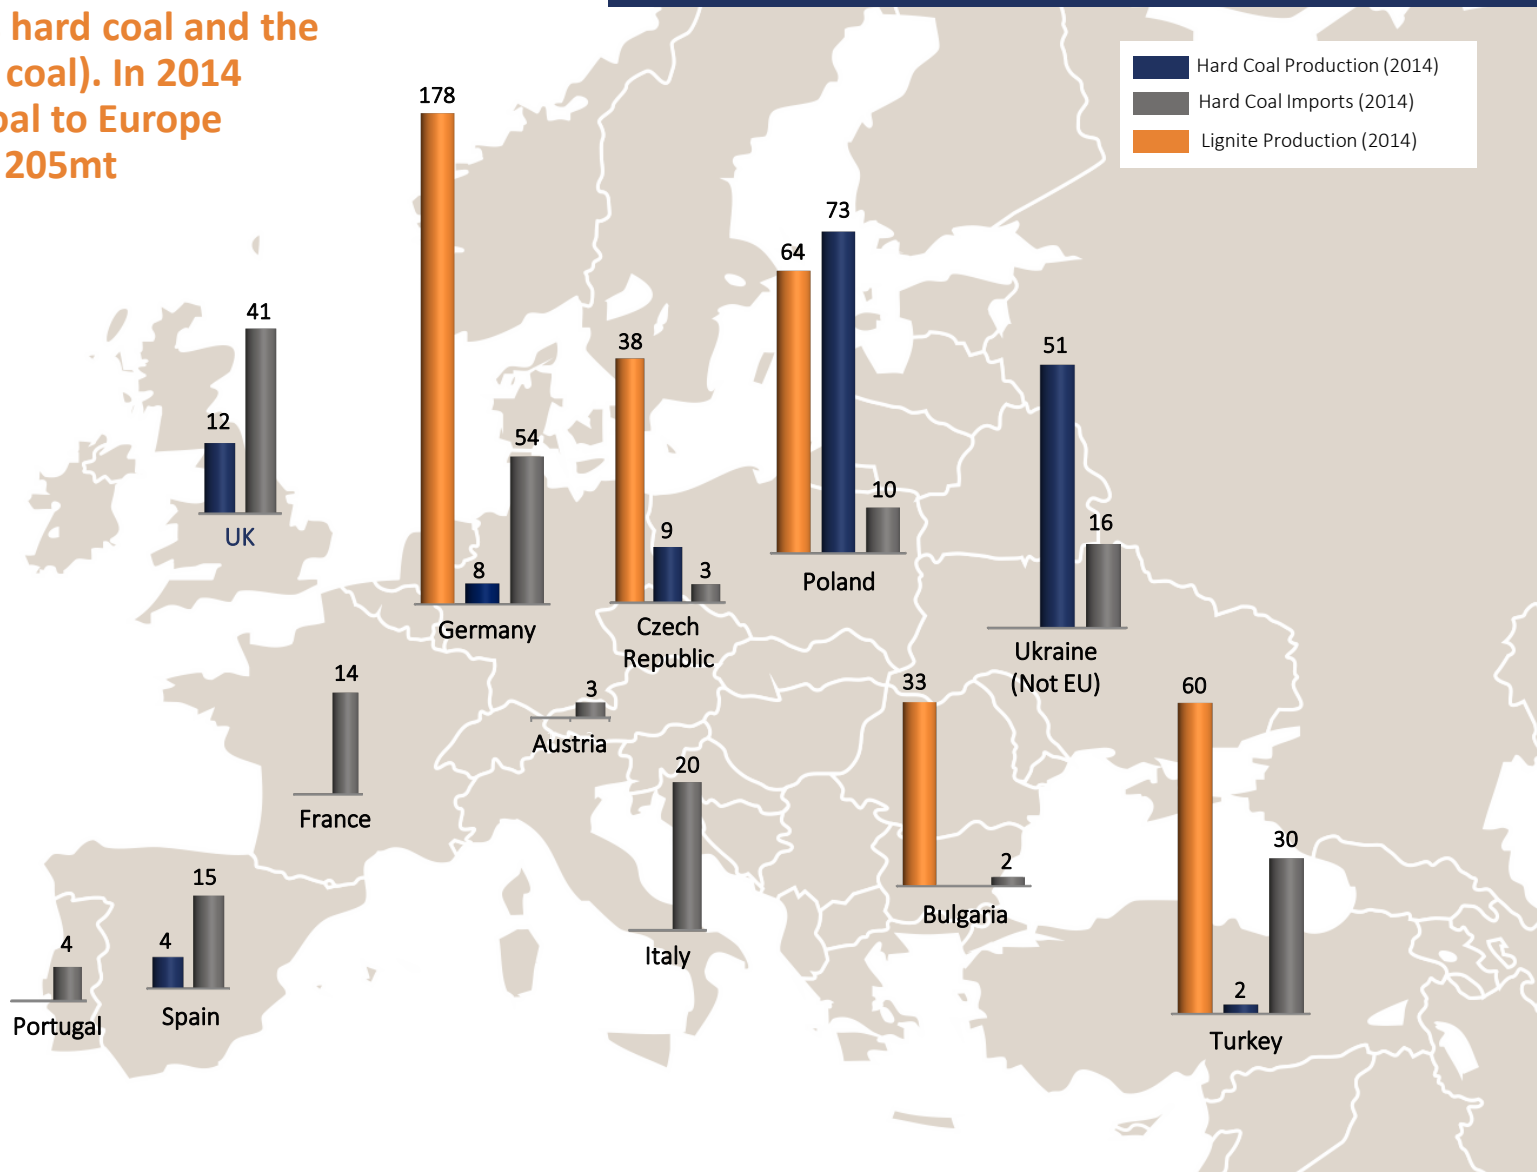 hard coal and the
coal). In 2014
oal to Europe
205mt
Hard Coal Production (2014)
Hard Coal Imports (2014)
Lignite Production (2014)
178
8
54
Germany
38
9
3
Czech
Republic
64
73
10
Poland
51
16
Ukraine
(Not EU)
12
41
UK
14
France
3
Austria
20
Italy
33
2
Bulgaria
60
2
30
Turkey
4
Portugal
4
15
Spain